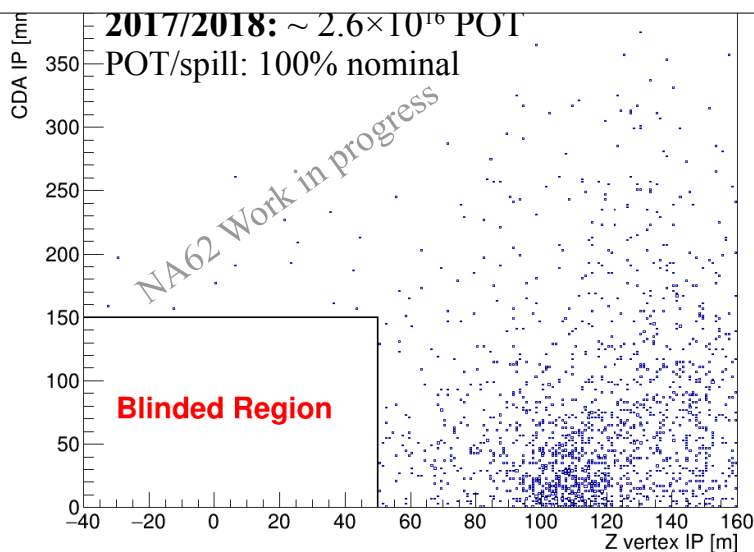 2017/2018: ~ 2.6×10¹⁶ POT
POT/spill: 100% nominal
CDA IP [mm
NA62 Work in progress
Blinded Region
350
300
250
200
150
100
50
0
−40 −20 0 20 40 60 80 100 120 140 160
Z vertex IP [m]